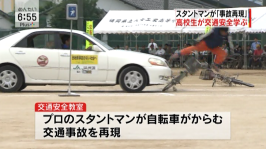 6:55
スタントマンが「事故再現」
高校生が交通安全学ぶ
交通安全教室
プロのスタントマンが自転車がからむ
交通事故を再現